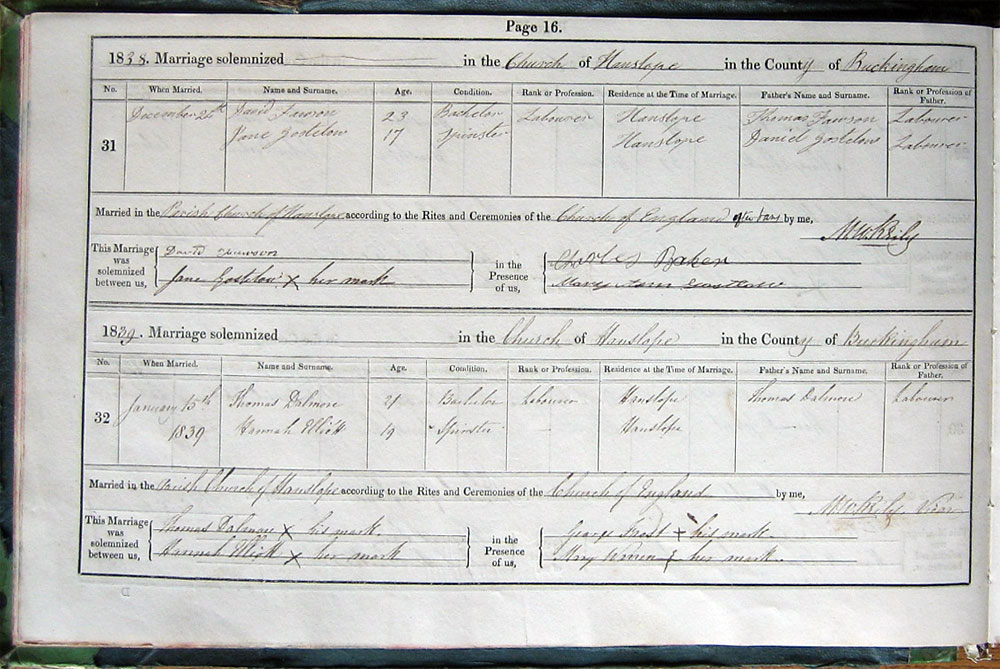 Page 16.
1838. Marriage solemnized in the Church of Hanslope in the County of Buckingham
No. When Married. Name and Surname. Age. Condition. Rank or Profession. Residence at the Time of Marriage. Father's Name and Surname. Rank or Profession of Father.
31 December 26th David Fawson 23 Bachelor Labourer Hanslope Thomas Fawson Labourer
Jane Gostelow 17 Spinster Hanslope Daniel Gostelow Labourer
Married in the Parish Church of Hanslope according to the Rites and Ceremonies of the Church of England after banns by me,
This Marriage was solemnized between us,
David Fawson
Jane Gostelow X her mark
in the Presence of us,
Charles Baker
Mary Ann
1839. Marriage solemnized in the Church of Hanslope in the County of Buckingham
No. When Married. Name and Surname. Age. Condition. Rank or Profession. Residence at the Time of Marriage. Father's Name and Surname. Rank or Profession of Father.
32 January 15th Thomas Dalmore 21 Bachelor Labourer Hanslope Thomas Dalmore Labourer
1839 Hannah Elliott 19 Spinster — Hanslope
Married in the Parish Church of Hanslope according to the Rites and Ceremonies of the Church of England by me,
Vicar
This Marriage was solemnized between us,
Thomas Dalmore X his mark
Hannah Elliott X her mark
in the Presence of us,
George Frost + his mark
Mary her mark
D